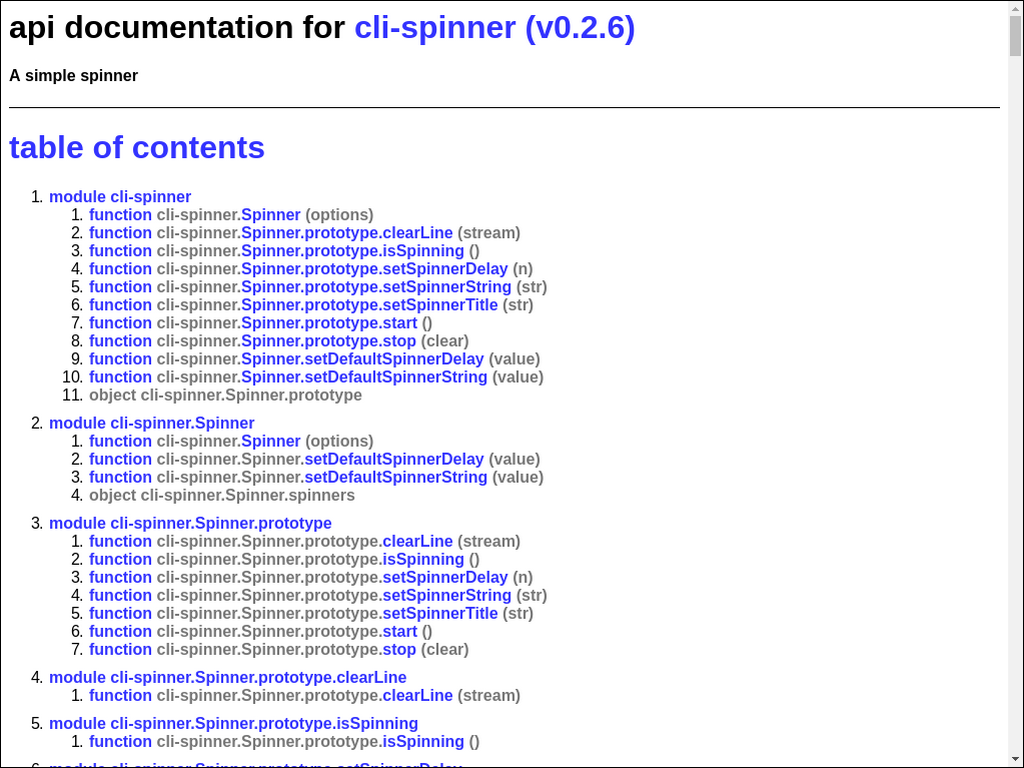 api documentation for cli-spinner (v0.2.6)
A simple spinner
table of contents
1. module cli-spinner
1. function cli-spinner.Spinner (options)
2. function cli-spinner.Spinner.prototype.clearLine (stream)
3. function cli-spinner.Spinner.prototype.isSpinning ()
4. function cli-spinner.Spinner.prototype.setSpinnerDelay (n)
5. function cli-spinner.Spinner.prototype.setSpinnerString (str)
6. function cli-spinner.Spinner.prototype.setSpinnerTitle (str)
7. function cli-spinner.Spinner.prototype.start ()
8. function cli-spinner.Spinner.prototype.stop (clear)
9. function cli-spinner.Spinner.setDefaultSpinnerDelay (value)
10. function cli-spinner.Spinner.setDefaultSpinnerString (value)
11. object cli-spinner.Spinner.prototype
2. module cli-spinner.Spinner
1. function cli-spinner.Spinner (options)
2. function cli-spinner.Spinner.setDefaultSpinnerDelay (value)
3. function cli-spinner.Spinner.setDefaultSpinnerString (value)
4. object cli-spinner.Spinner.spinners
3. module cli-spinner.Spinner.prototype
1. function cli-spinner.Spinner.prototype.clearLine (stream)
2. function cli-spinner.Spinner.prototype.isSpinning ()
3. function cli-spinner.Spinner.prototype.setSpinnerDelay (n)
4. function cli-spinner.Spinner.prototype.setSpinnerString (str)
5. function cli-spinner.Spinner.prototype.setSpinnerTitle (str)
6. function cli-spinner.Spinner.prototype.start ()
7. function cli-spinner.Spinner.prototype.stop (clear)
4. module cli-spinner.Spinner.prototype.clearLine
1. function cli-spinner.Spinner.prototype.clearLine (stream)
5. module cli-spinner.Spinner.prototype.isSpinning
1. function cli-spinner.Spinner.prototype.isSpinning ()
6. module cli-spinner.Spinner.prototype.setSpinnerDelay